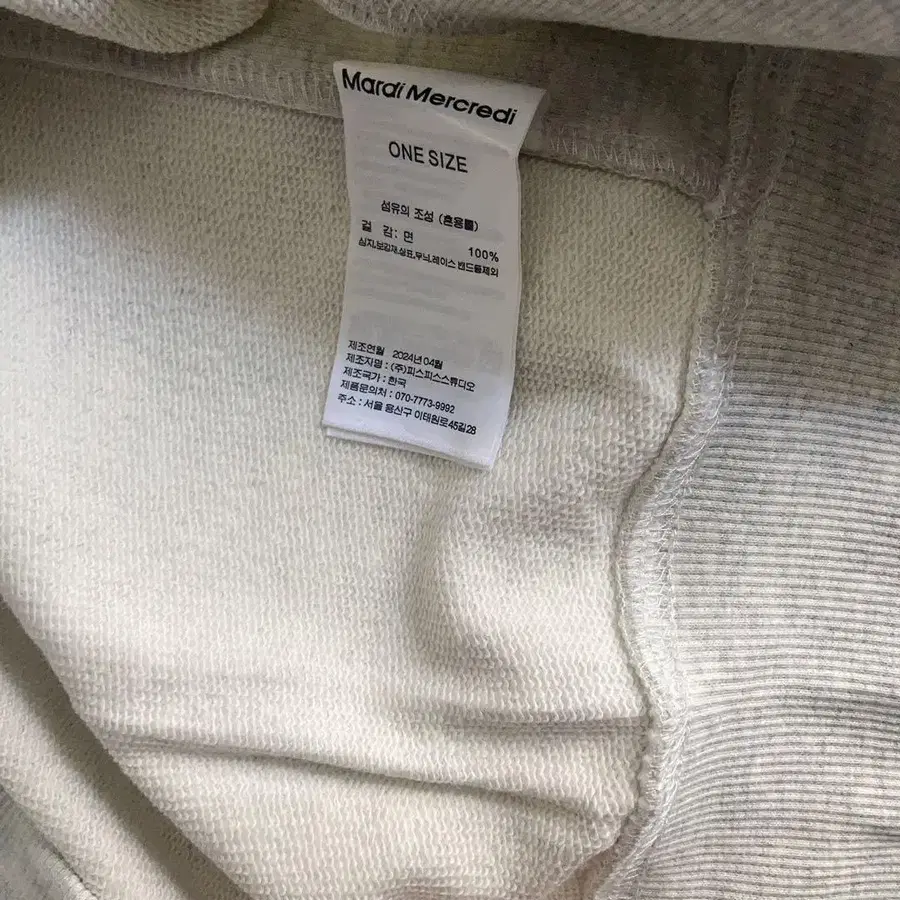 Mardi Mercredi
ONE SIZE
섬유의 조성 (혼용률)
겉 감: 면 100%
심지,보강재,상표,무늬,레이스 밴드등제외
제조연월 2024년 04월
제조자명 : (주)피스피스스튜디오
제조국가 : 한국
제품문의처 : 070-7773-9992
주소 : 서울 용산구 이태원로45길28